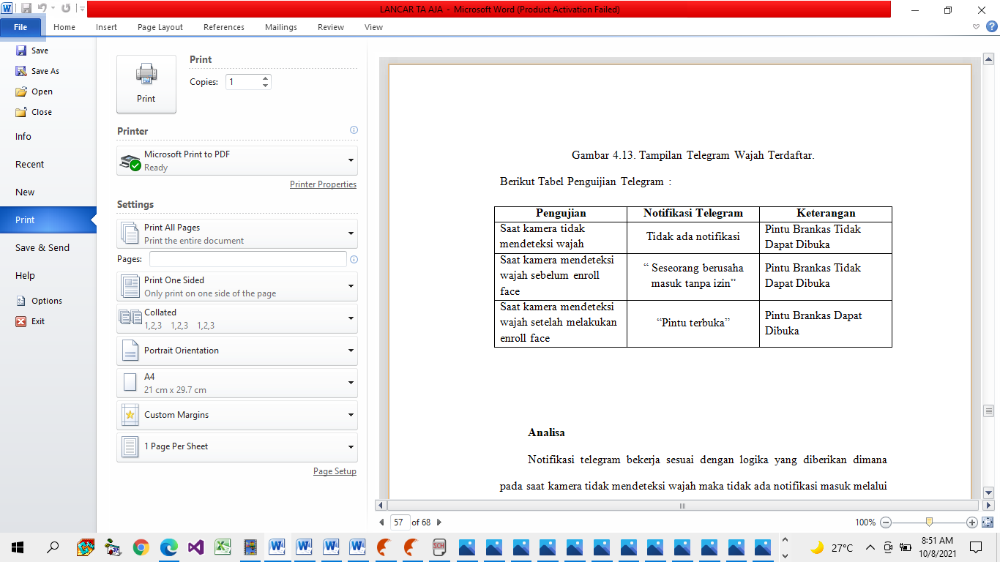 LANCAR TA AJA - Microsoft Word (Product Activation Failed)
File Home Insert Page Layout References Mailings Review View
Save
Save As
Open
Close
Info
Recent
New
Print
Save & Send
Help
Options
Exit
Print
Print
Copies: 1
Printer
Microsoft Print to PDF
Ready
Printer Properties
Settings
Print All Pages
Print the entire document
Pages:
Print One Sided
Only print on one side of the page
Collated
1,2,3 1,2,3 1,2,3
Portrait Orientation
A4
21 cm x 29.7 cm
Custom Margins
1 Page Per Sheet
Page Setup
Gambar 4.13. Tampilan Telegram Wajah Terdaftar.
Berikut Tabel Penguijian Telegram :
Pengujian Notifikasi Telegram Keterangan
Saat kamera tidak
mendeteksi wajah
Tidak ada notifikasi
Pintu Brankas Tidak
Dapat Dibuka
Saat kamera mendeteksi
wajah sebelum enroll
face
“ Seseorang berusaha
masuk tanpa izin”
Pintu Brankas Tidak
Dapat Dibuka
Saat kamera mendeteksi
wajah setelah melakukan
enroll face
“Pintu terbuka”
Pintu Brankas Dapat
Dibuka
Analisa
Notifikasi telegram bekerja sesuai dengan logika yang diberikan dimana
pada saat kamera tidak mendeteksi wajah maka tidak ada notifikasi masuk melalui
57 of 68
100%
SCH
27°C
8:51 AM
10/8/2021